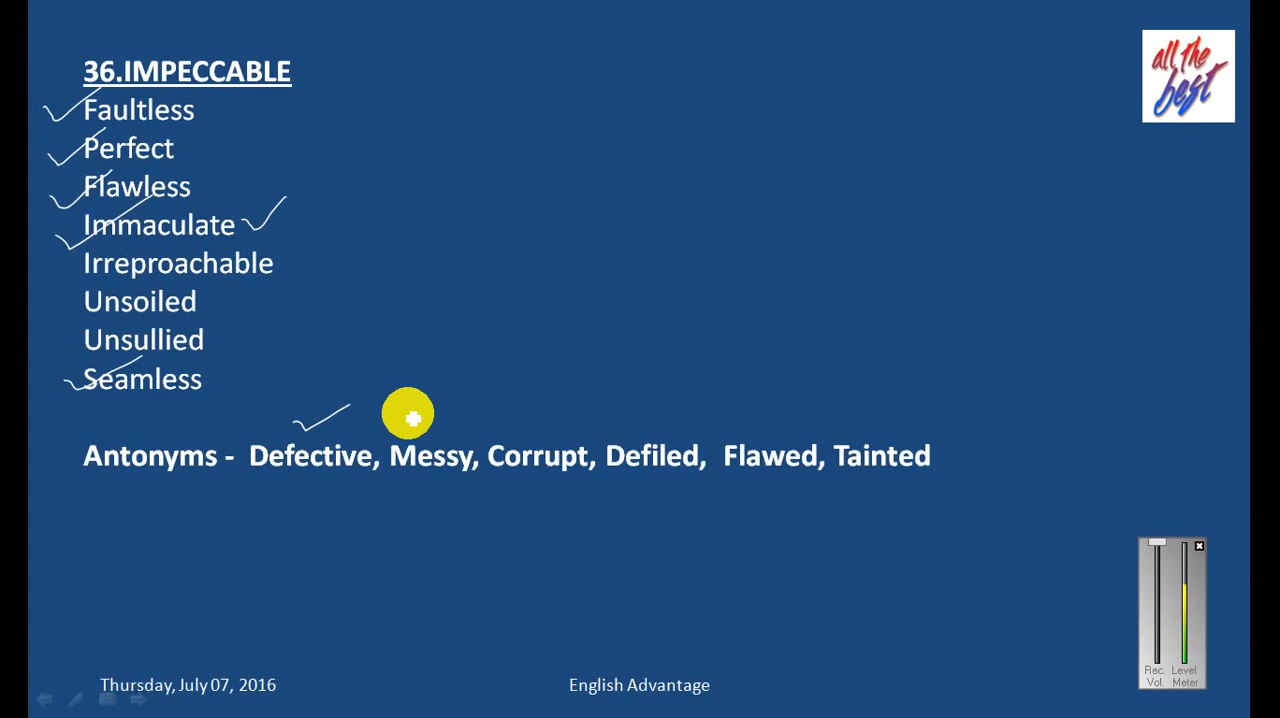 36.IMPECCABLE
Faultless
Perfect
Flawless
Immaculate
Irreproachable
Unsoiled
Unsullied
Seamless
Antonyms -  Defective, Messy, Corrupt, Defiled,  Flawed, Tainted
all the
best
Rec. Level
Vol. Meter
Thursday, July 07, 2016
English Advantage